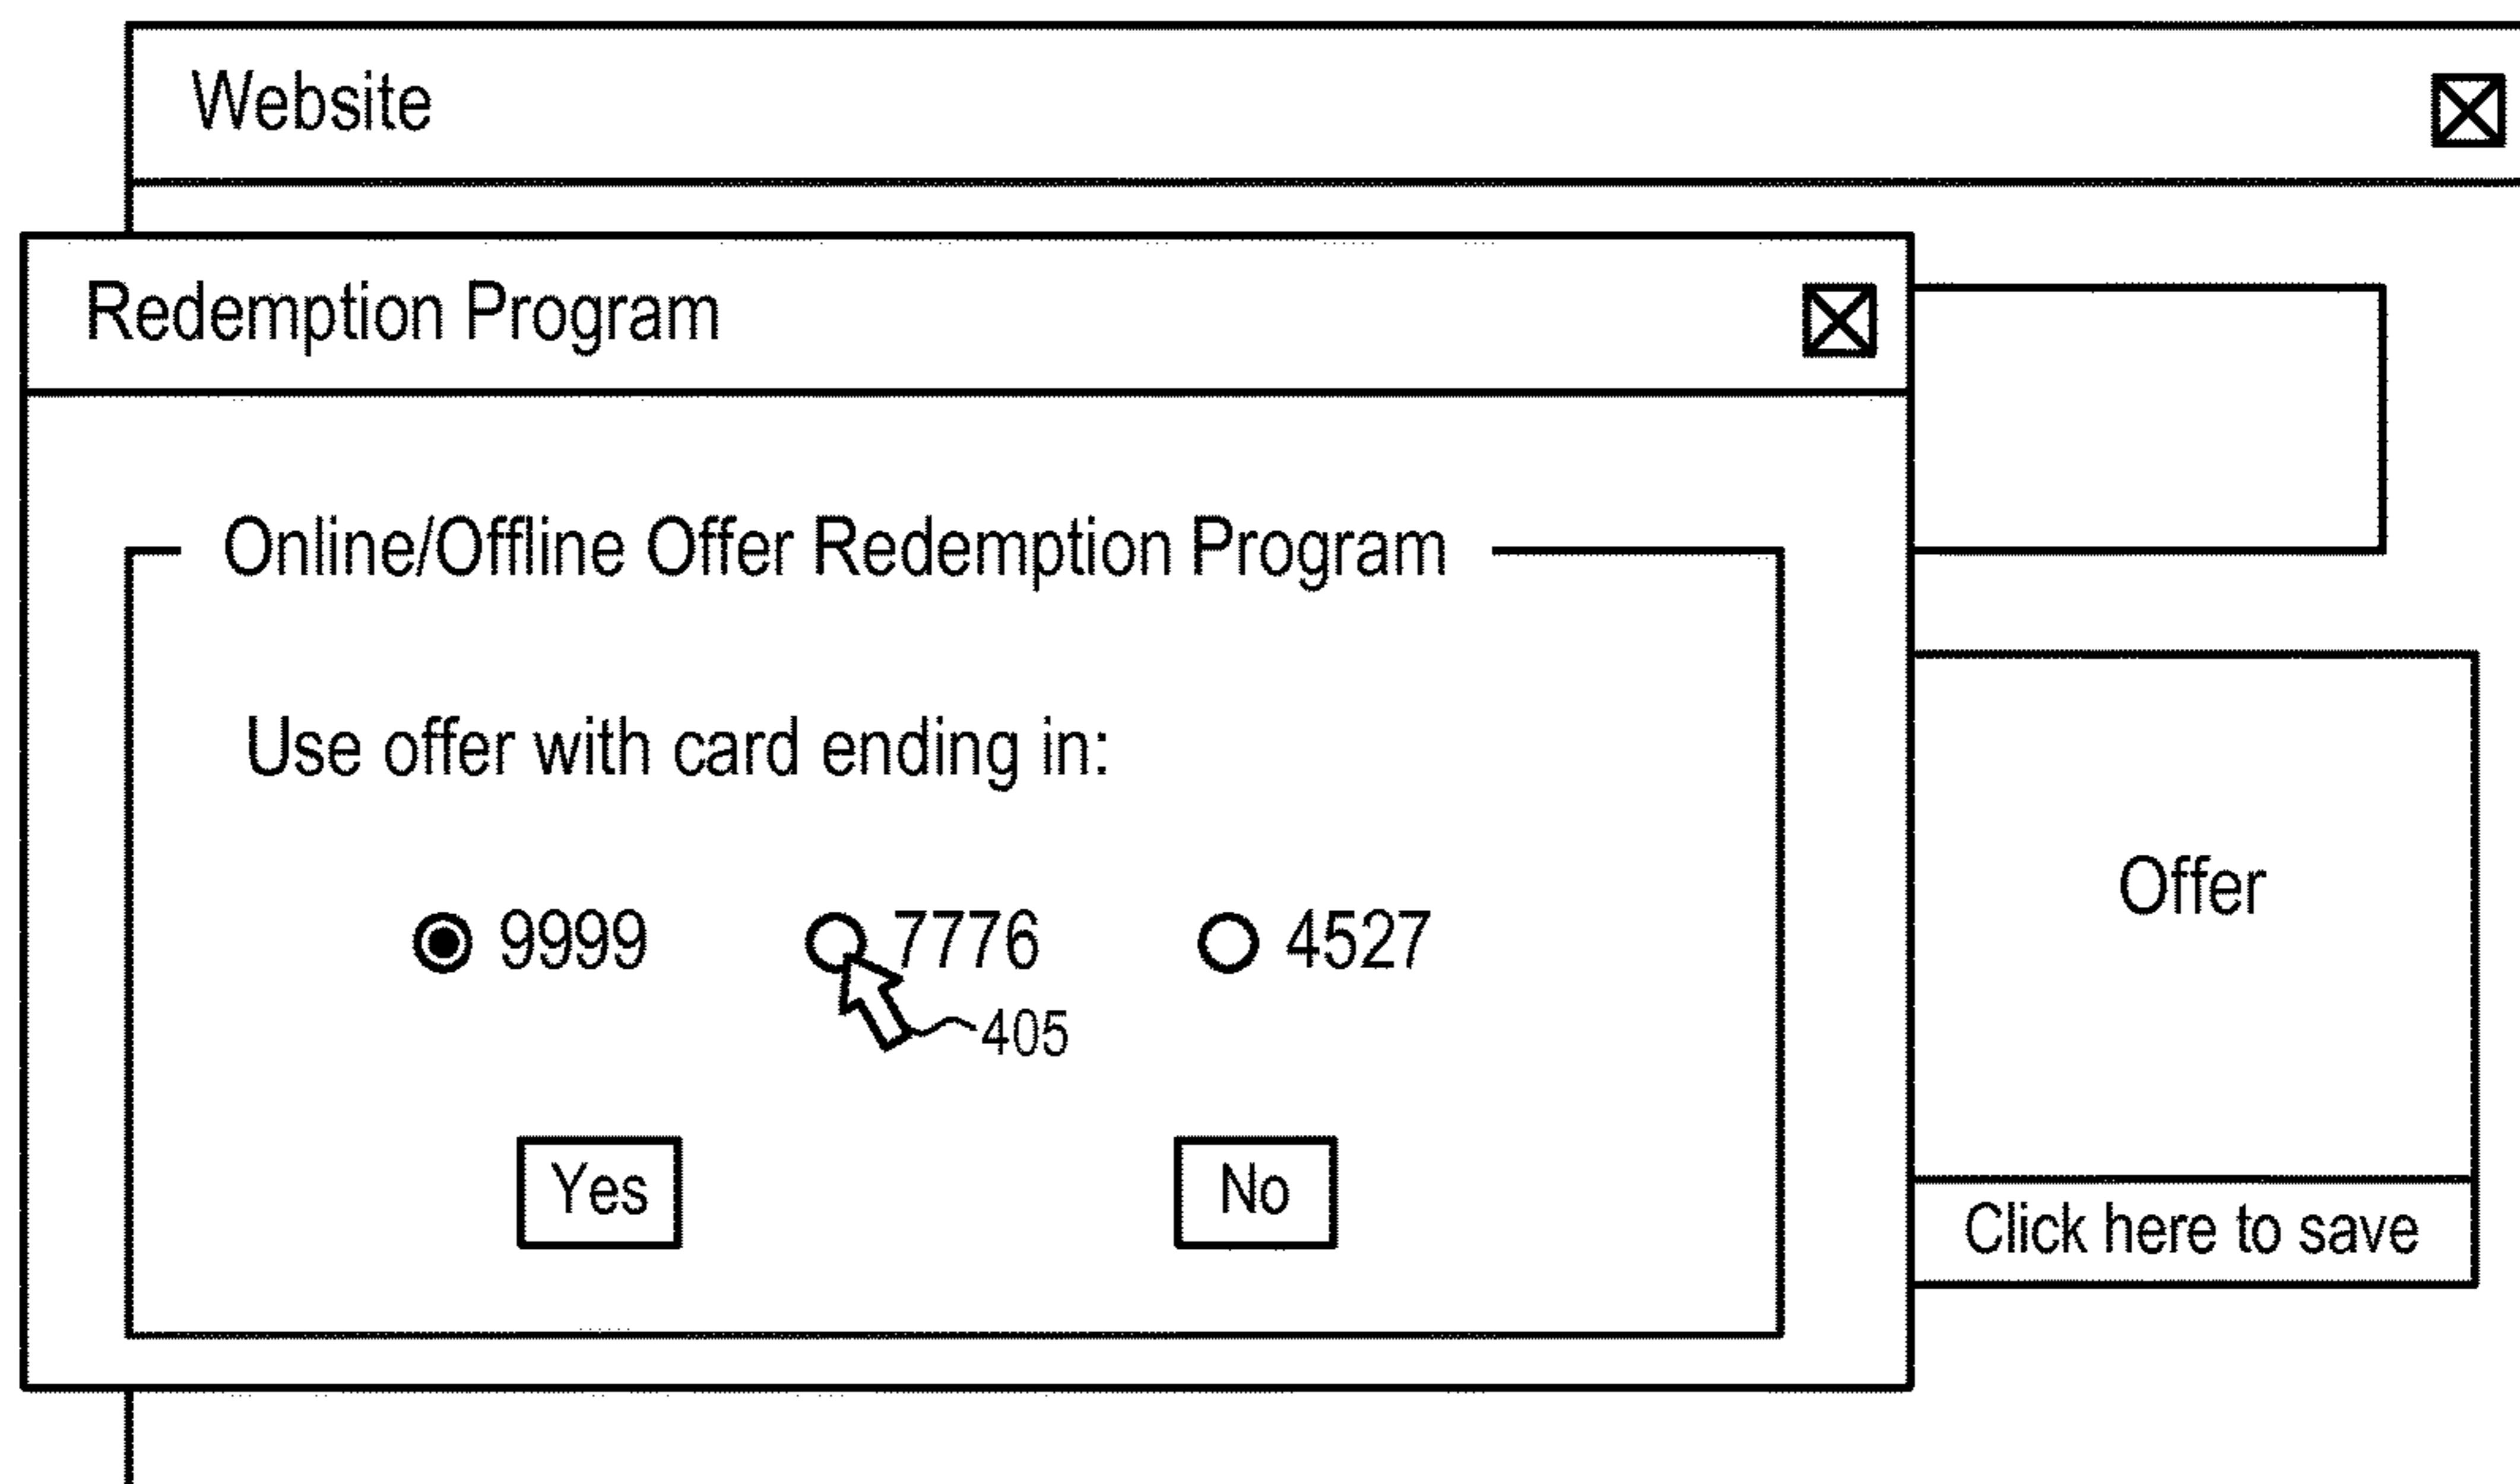 Website
Redemption Program
Online/Offline Offer Redemption Program
Use offer with card ending in:
9999 7776 4527
405
Yes No
Offer
Click here to save